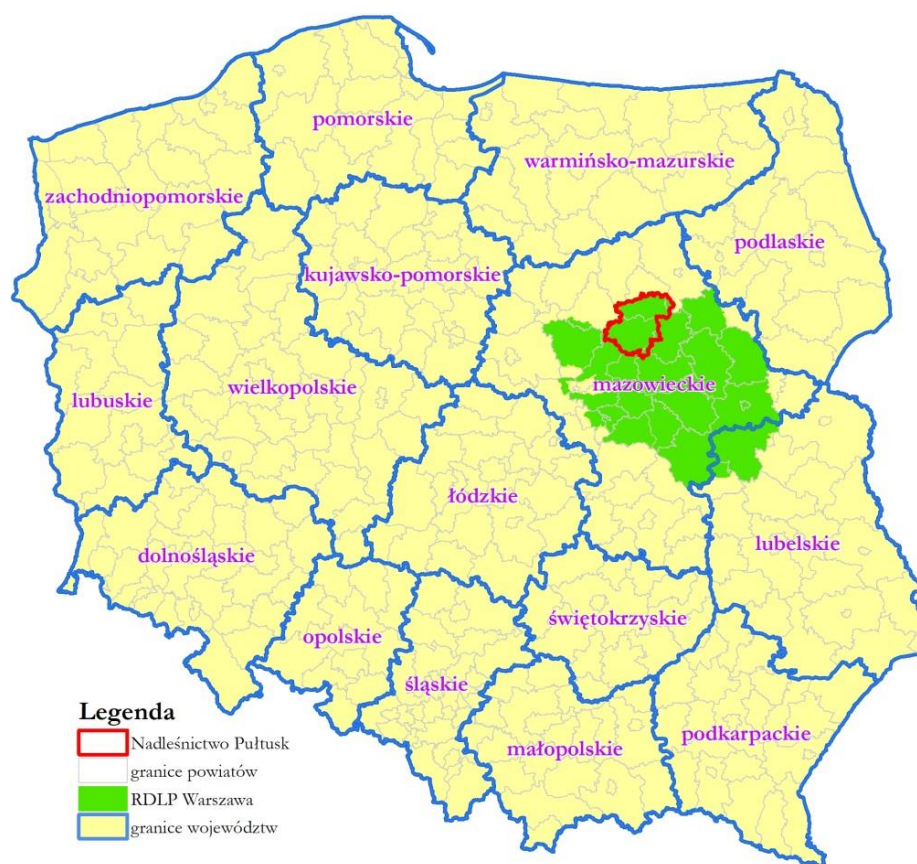 pomorskie
warmińsko-mazurskie
zachodniopomorskie
podlaskie
kujawsko-pomorskie
mazowieckie
wielkopolskie
lubuskie
łódzkie
lubelskie
dolnośląskie
świętokrzyskie
opolskie
śląskie
podkarpackie
małopolskie
Legenda
Nadleśnictwo Pułtusk
granice powiatów
RDLP Warszawa
granice województw